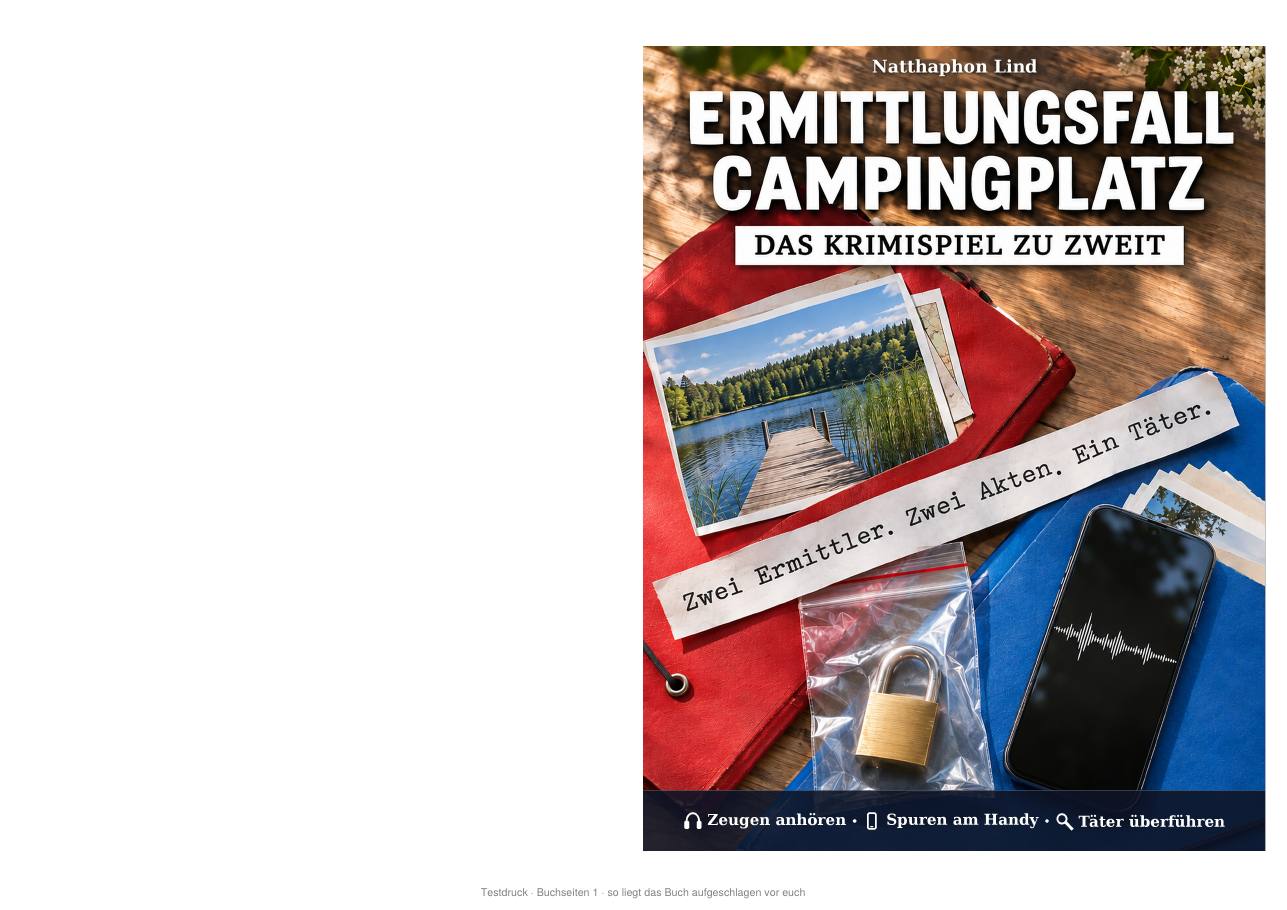 Natthaphon Lind
ERMITTLUNGSFALL
CAMPINGPLATZ
DAS KRIMISPIEL ZU ZWEIT
Zwei Ermittler. Zwei Akten. Ein Täter.
Zeugen anhören · Spuren am Handy · Täter überführen
Testdruck · Buchseiten 1 · so liegt das Buch aufgeschlagen vor euch